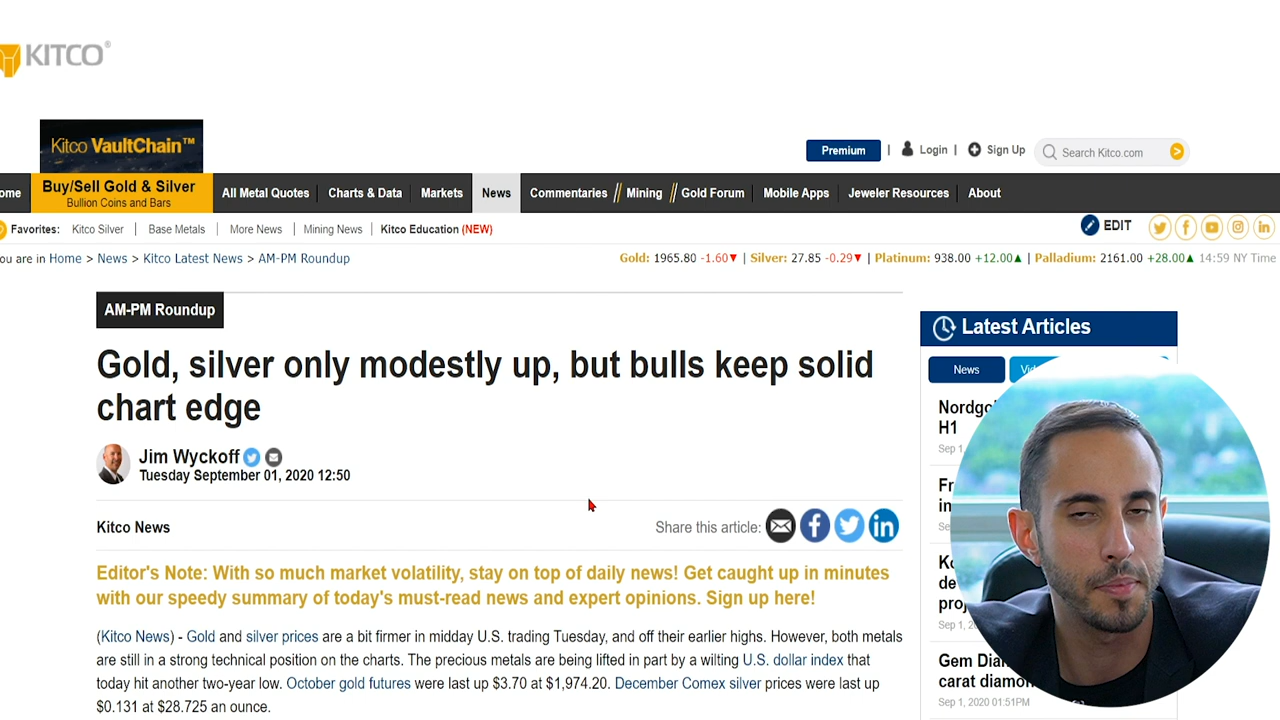 KITCO®
Kitco VaultChain™
Premium | Login | Sign Up Search Kitco.com
Buy/Sell Gold & Silver
Bullion Coins and Bars
All Metal Quotes Charts & Data Markets News Commentaries // Mining // Gold Forum Mobile Apps Jeweler Resources About
Favorites: Kitco Silver | Base Metals | More News | Mining News | Kitco Education (NEW)
EDIT
ou are in Home > News > Kitco Latest News > AM-PM Roundup
Gold: 1965.80 -1.60▼ | Silver: 27.85 -0.29▼ | Platinum: 938.00 +12.00▲ | Palladium: 2161.00 +28.00▲ 14:59 NY Time
AM-PM Roundup
Gold, silver only modestly up, but bulls keep solid
chart edge
Jim Wyckoff
Tuesday September 01, 2020 12:50
Kitco News
Share this article:
Editor's Note: With so much market volatility, stay on top of daily news! Get caught up in minutes
with our speedy summary of today's must-read news and expert opinions. Sign up here!
(Kitco News) - Gold and silver prices are a bit firmer in midday U.S. trading Tuesday, and off their earlier highs. However, both metals
are still in a strong technical position on the charts. The precious metals are being lifted in part by a wilting U.S. dollar index that
today hit another two-year low. October gold futures were last up $3.70 at $1,974.20. December Comex silver prices were last up
$0.131 at $28.725 an ounce.
Latest Articles
News
H1
Sep 1
Gem
carat
Sep 1, 2020 01:51PM